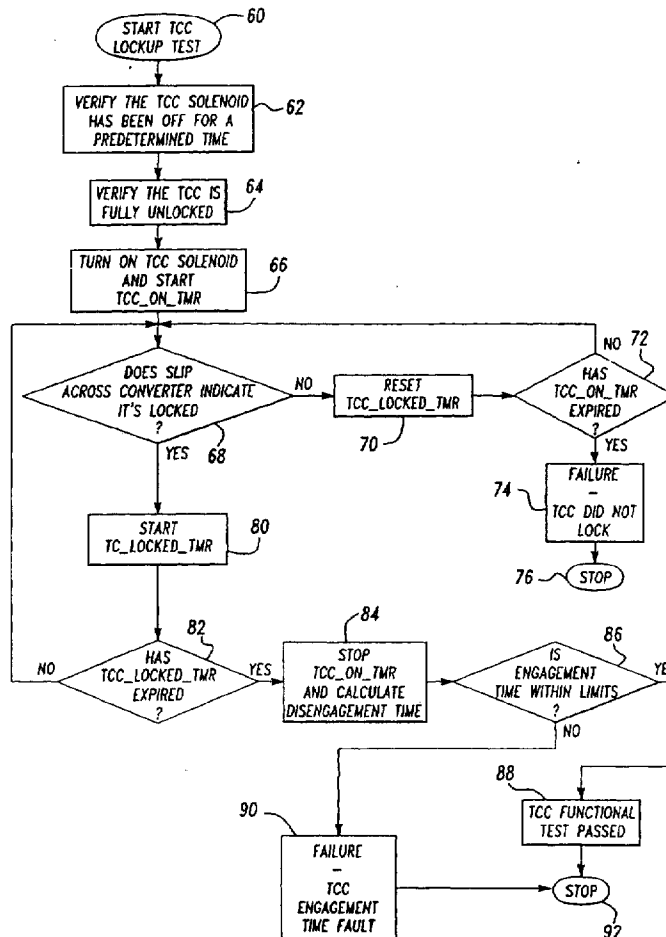 START TCC
LOCKUP TEST
60
VERIFY THE TCC SOLENOID
HAS BEEN OFF FOR A
PREDETERMINED TIME
62
VERIFY THE TCC IS
FULLY UNLOCKED
64
TURN ON TCC SOLENOID
AND START
TCC_ON_TMR
66
DOES SLIP
ACROSS CONVERTER INDICATE
IT'S LOCKED
?
68
NO
YES
RESET
TCC_LOCKED_TMR
70
NO
72
HAS
TCC_ON_TMR
EXPIRED
?
YES
74
FAILURE
–
TCC DID NOT
LOCK
76
STOP
START
TC_LOCKED_TMR
80
82
HAS
TCC_LOCKED_TMR
EXPIRED
?
NO
YES
84
STOP
TCC_ON_TMR
AND CALCULATE
DISENGAGEMENT TIME
86
IS
ENGAGEMENT
TIME WITHIN LIMITS
?
YE
NO
88
TCC FUNCTIONAL
TEST PASSED
90
FAILURE
–
TCC
ENGAGEMENT
TIME FAULT
STOP
92